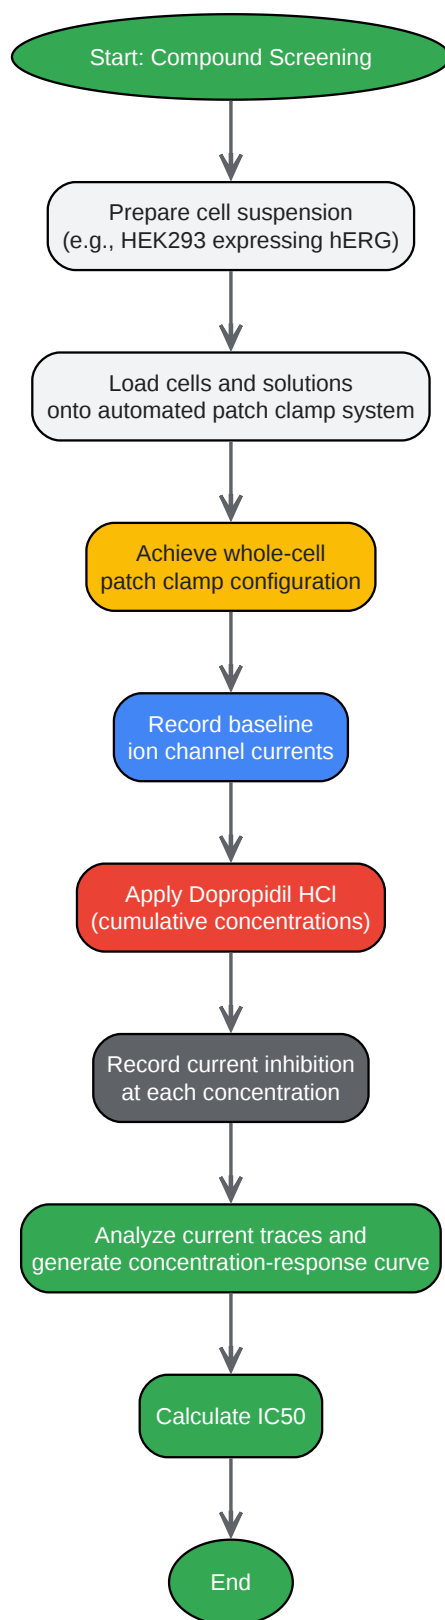 Start: Compound Screening
Prepare cell suspension
(e.g., HEK293 expressing hERG)
Load cells and solutions
onto automated patch clamp system
Achieve whole-cell
patch clamp configuration
Record baseline
ion channel currents
Apply Dopropidil HCl
(cumulative concentrations)
Record current inhibition
at each concentration
Analyze current traces and
generate concentration-response curve
Calculate IC50
End